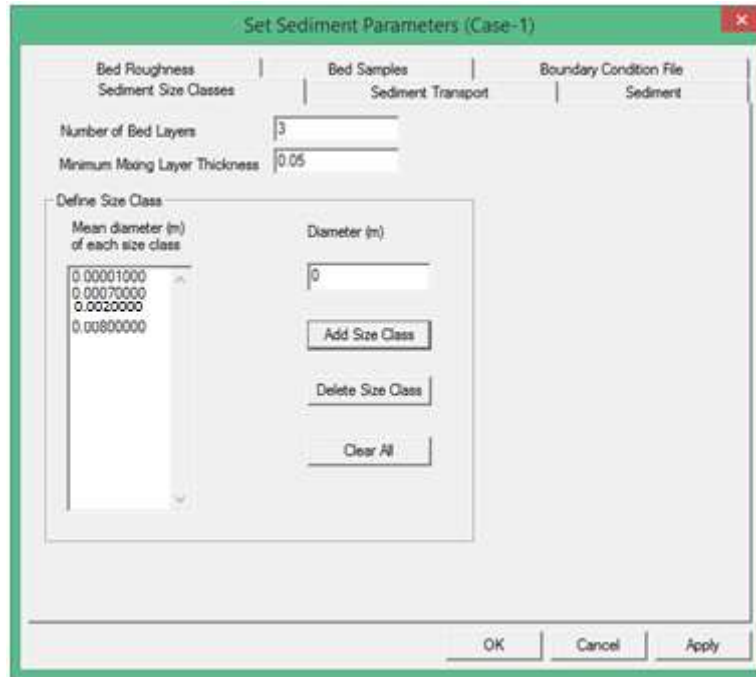 Set Sediment Parameters (Case-1)
Bed Roughness
Bed Samples
Boundary Condition File
Sediment Size Classes
Sediment Transport
Sediment
Number of Bed Layers
3
Minimum Mixing Layer Thickness
0.05
Define Size Class
Mean diameter (m)
of each size class
Diameter (m)
0.00001000
0.00070000
0.0020000
0.00800000
0
Add Size Class
Delete Size Class
Clear All
OK
Cancel
Apply